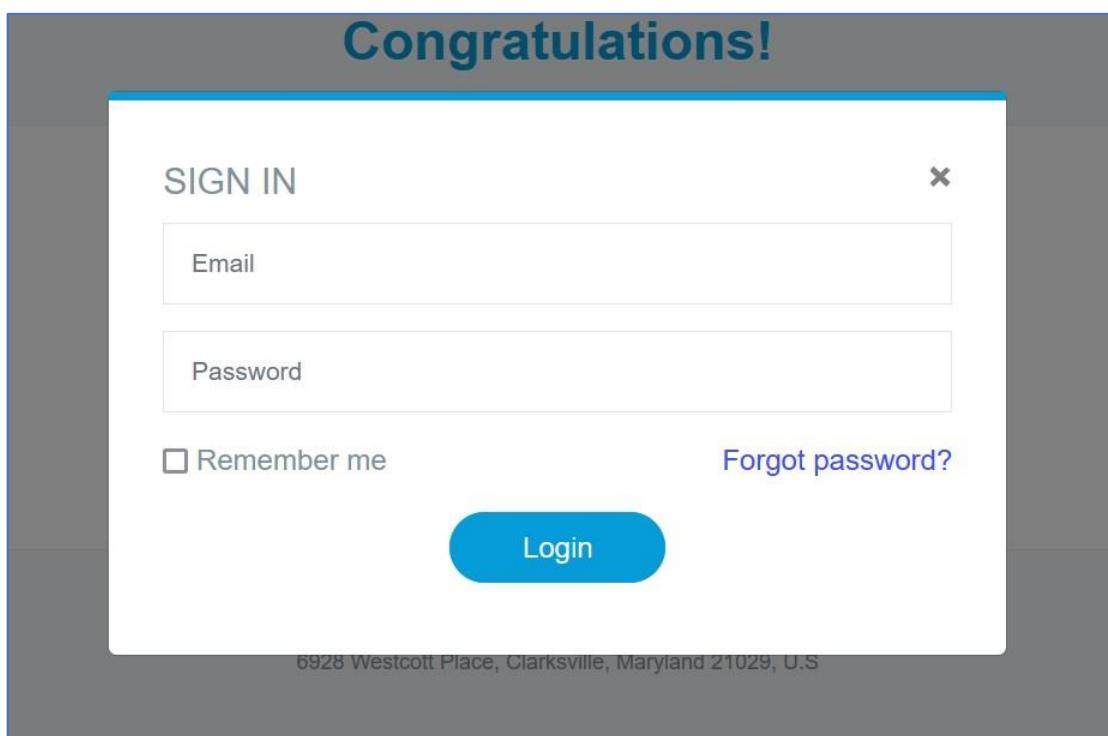 Congratulations!
SIGN IN
Email
Password
Remember me
Forgot password?
Login
6928 Westcott Place, Clarksville, Maryland 21029, U.S